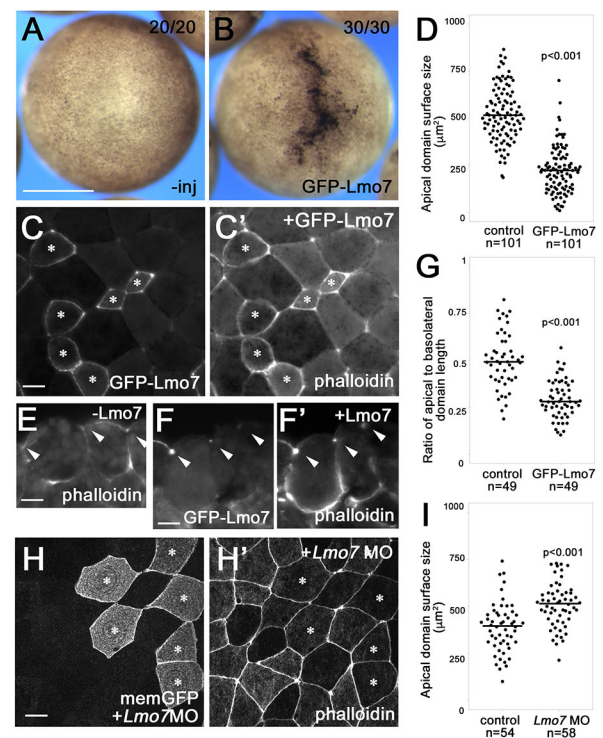 A
20/20
-inj
B
30/30
GFP-Lmo7
C
*
*
*
*
*
*
GFP-Lmo7
C'
+GFP-Lmo7
*
*
*
*
*
*
phalloidin
E
-Lmo7
phalloidin
F
GFP-Lmo7
F'
+Lmo7
phalloidin
H
*
*
*
*
*
*
memGFP
+Lmo7MO
H'
+Lmo7 MO
*
*
*
*
*
*
phalloidin
D
Apical domain surface size
(μm2)
1000
750
500
250
0
p<0.001
control GFP-Lmo7
n=101 n=101
G
Ratio of apical to basolateral
domain length
1
0.75
0.5
0.25
0
p<0.001
control GFP-Lmo7
n=49 n=49
I
Apical domain surface size
(μm2)
1000
750
500
250
0
p<0.001
control Lmo7 MO
n=54 n=58